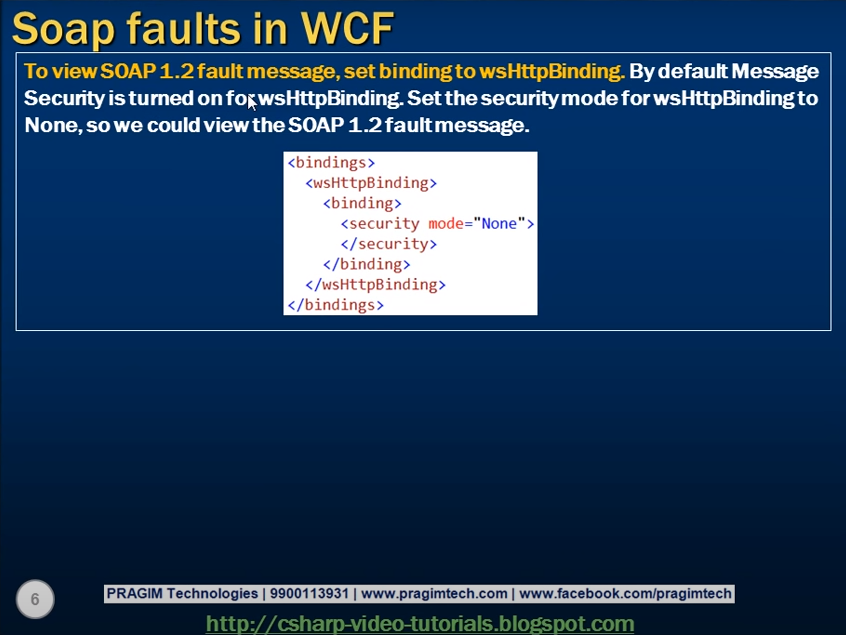 Soap faults in WCF
To view SOAP 1.2 fault message, set binding to wsHttpBinding. By default Message
Security is turned on for wsHttpBinding. Set the security mode for wsHttpBinding to
None, so we could view the SOAP 1.2 fault message.
<bindings>
<wsHttpBinding>
<binding>
<security mode="None">
</security>
</binding>
</wsHttpBinding>
</bindings>
6
PRAGIM Technologies | 9900113931 | www.pragimtech.com | www.facebook.com/pragimtech
http://csharp-video-tutorials.blogspot.com